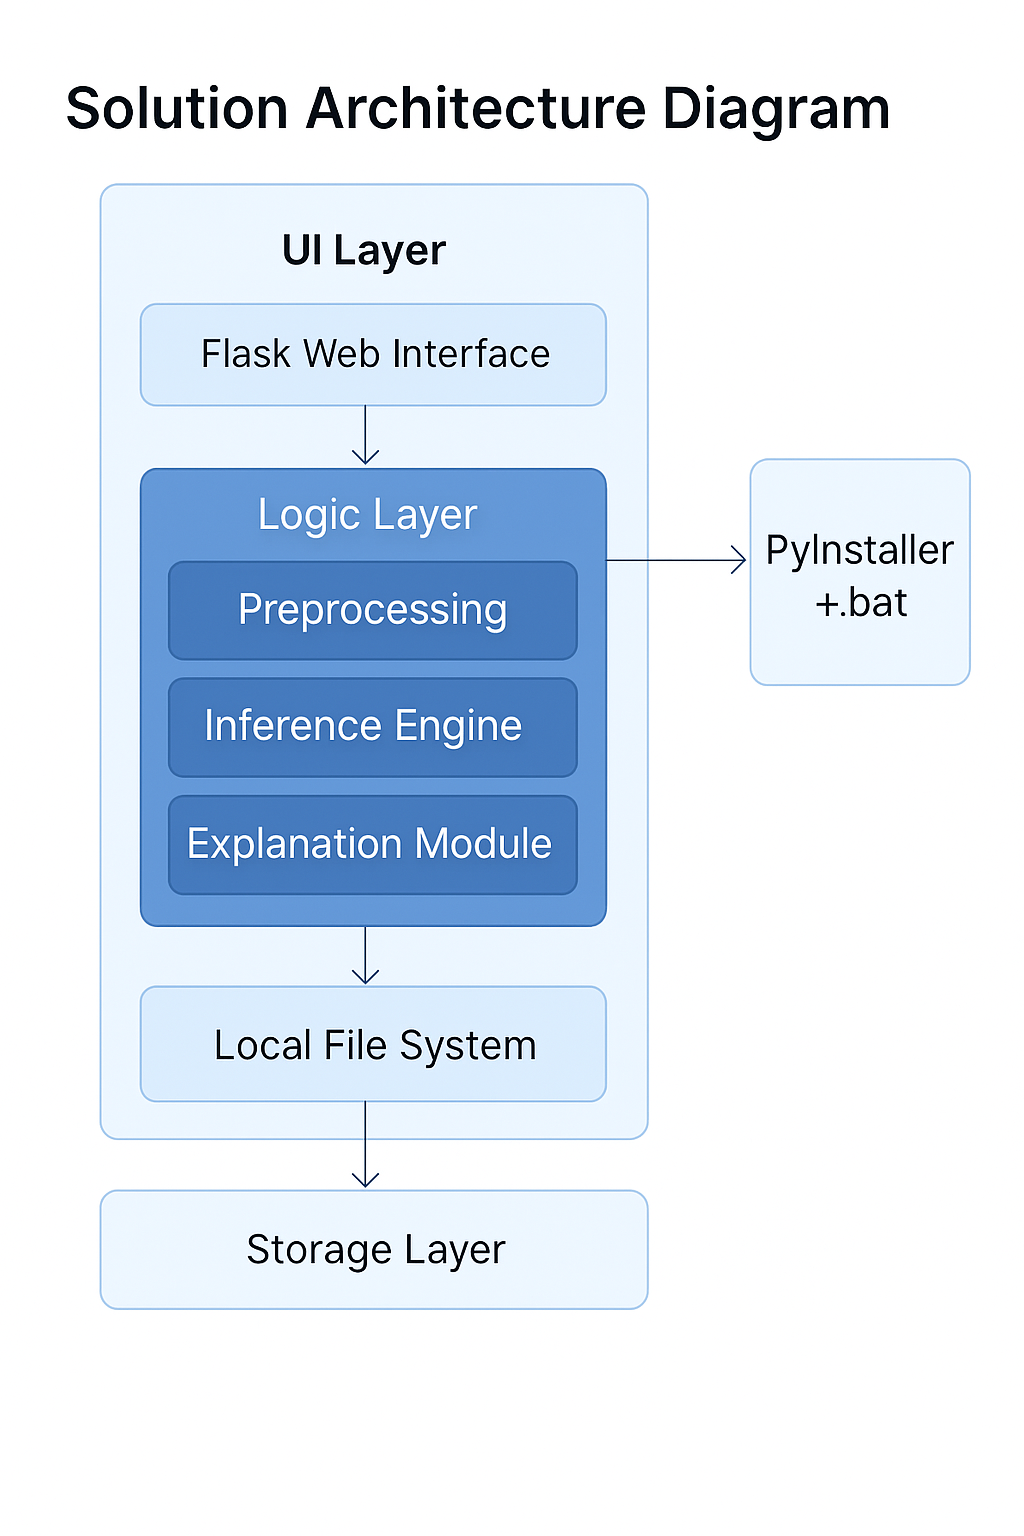 Solution Architecture Diagram
UI Layer
Flask Web Interface
Logic Layer
Preprocessing
Inference Engine
Explanation Module
PyInstaller
+.bat
Local File System
Storage Layer